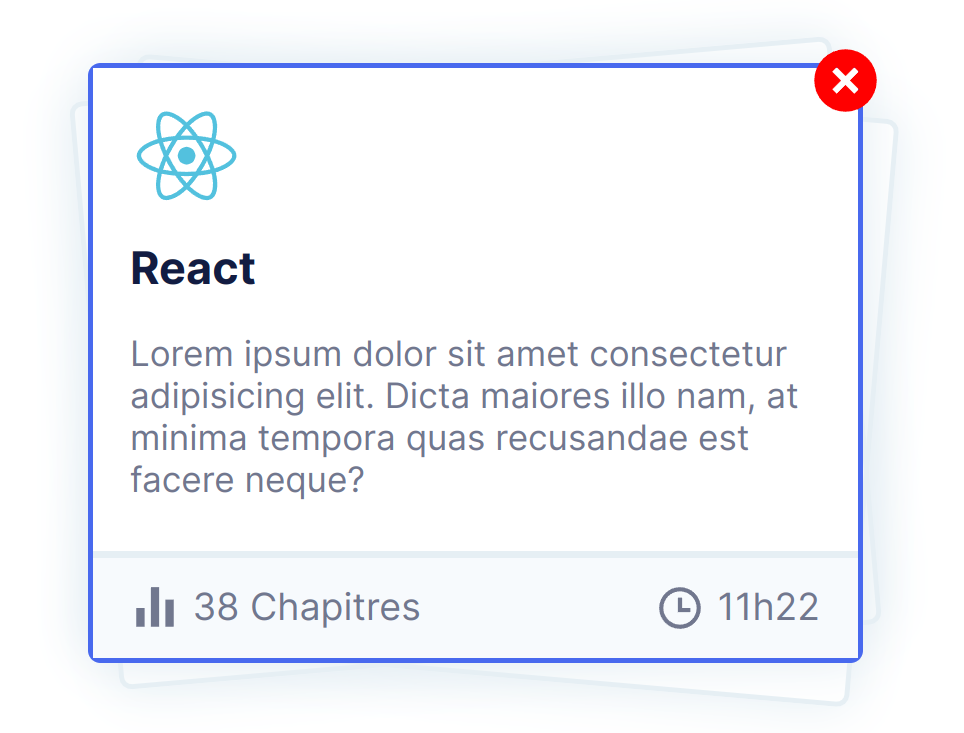 React
Lorem ipsum dolor sit amet consectetur
adipisicing elit. Dicta maiores illo nam, at
minima tempora quas recusandae est
facere neque?
38 Chapitres
11h22